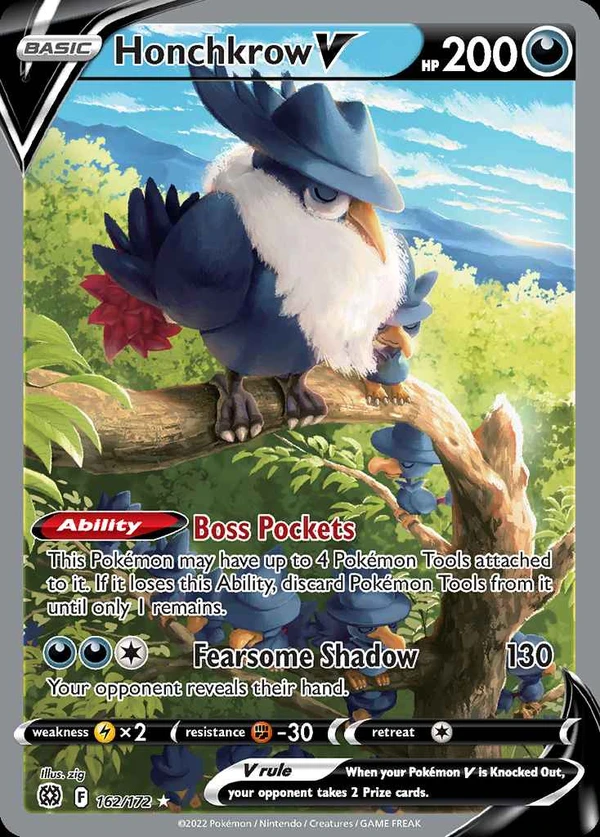 BASIC Honchkrow V HP 200
Ability Boss Pockets
This Pokémon may have up to 4 Pokémon Tools attached
to it. If it loses this Ability, discard Pokémon Tools from it
until only 1 remains.
Fearsome Shadow 130
Your opponent reveals their hand.
weakness ×2 resistance -30 retreat
Illus. zig
V rule When your Pokémon V is Knocked Out,
your opponent takes 2 Prize cards.
F 162/172 ★
©2022 Pokémon / Nintendo / Creatures / GAME FREAK